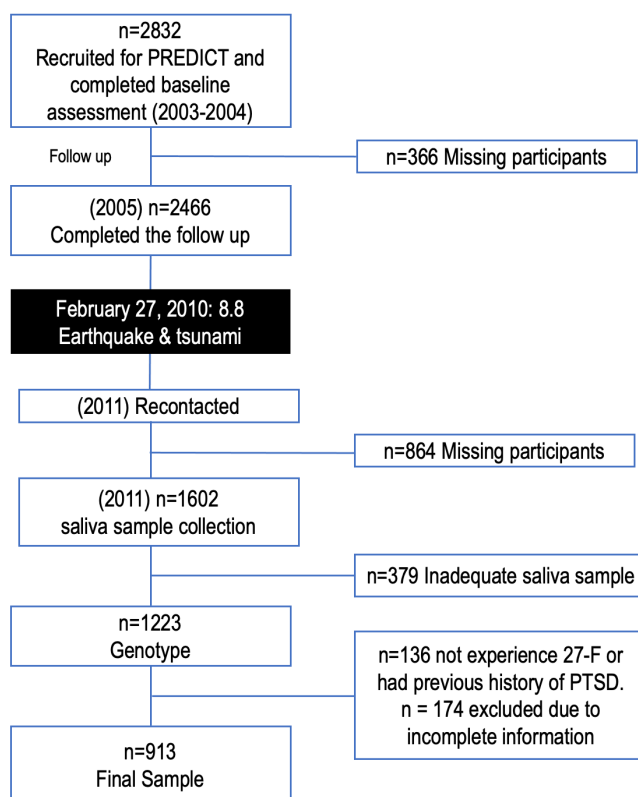 n=2832
Recruited for PREDICT and
completed baseline
assessment (2003-2004)
Follow up
n=366 Missing participants
(2005) n=2466
Completed the follow up
February 27, 2010: 8.8
Earthquake & tsunami
(2011) Recontacted
n=864 Missing participants
(2011) n=1602
saliva sample collection
n=379 Inadequate saliva sample
n=1223
Genotype
n=136 not experience 27-F or
had previous history of PTSD.
n = 174 excluded due to
incomplete information
n=913
Final Sample